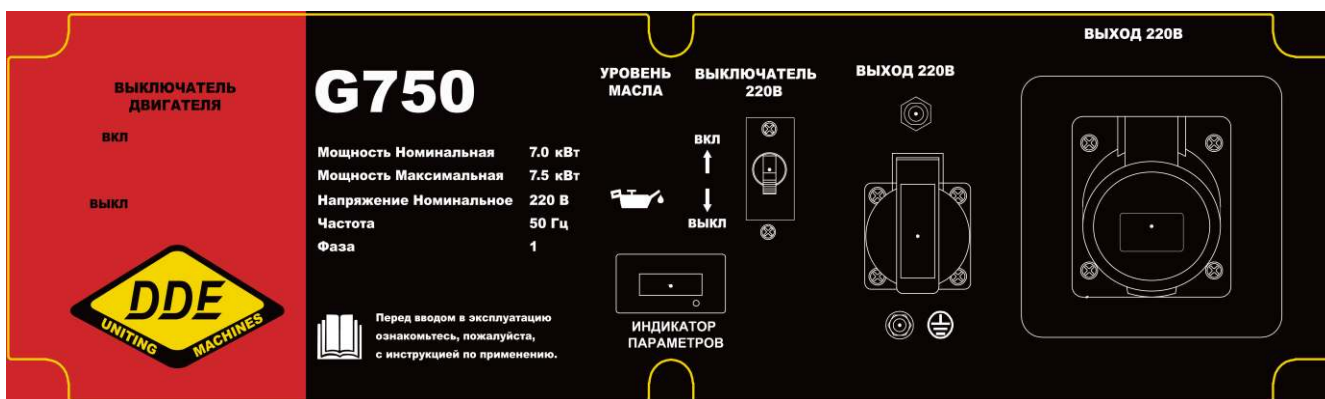 ВЫКЛЮЧАТЕЛЬ
ДВИГАТЕЛЯ
ВКЛ
ВЫКЛ
DDE
UNITING MACHINES
G750
Мощность Номинальная 7.0 кВт
Мощность Максимальная 7.5 кВт
Напряжение Номинальное 220 В
Частота 50 Гц
Фаза 1
Перед вводом в эксплуатацию
ознакомьтесь, пожалуйста,
с инструкцией по применению.
УРОВЕНЬ
МАСЛА
ВЫКЛЮЧАТЕЛЬ
220В
ВКЛ
ВЫКЛ
ИНДИКАТОР
ПАРАМЕТРОВ
ВЫХОД 220В
ВЫХОД 220В